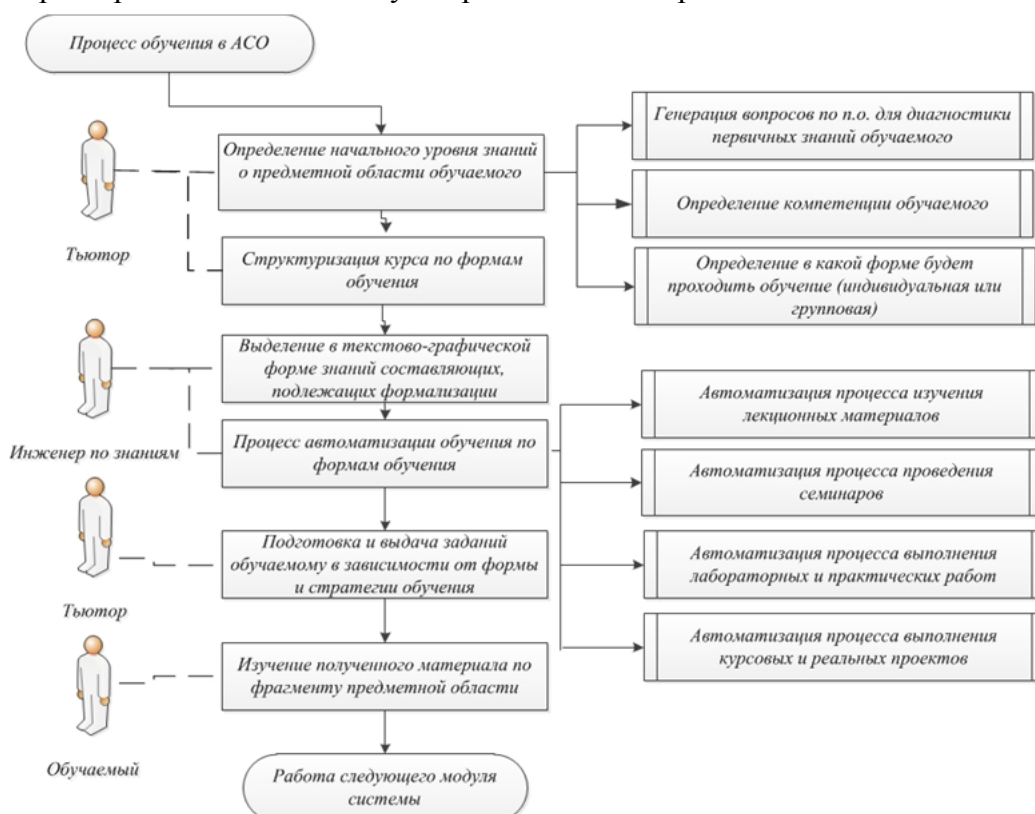 Процесс обучения в АСО
Тьютор
Определение начального уровня знаний
о предметной области обучаемого
Генерация вопросов по п.о. для диагностики
первичных знаний обучаемого
Определение компетенции обучаемого
Определение в какой форме будет
проходить обучение (индивидуальная или
групповая)
Структуризация курса по формам
обучения
Инженер по знаниям
Выделение в текстово-графической
форме знаний составляющих,
подлежащих формализации
Процесс автоматизации обучения по
формам обучения
Автоматизация процесса изучения
лекционных материалов
Автоматизация процесса проведения
семинаров
Автоматизация процесса выполнения
лабораторных и практических работ
Автоматизация процесса выполнения
курсовых и реальных проектов
Тьютор
Подготовка и выдача заданий
обучаемому в зависимости от формы
и стратегии обучения
Обучаемый
Изучение полученного материала по
фрагменту предметной области
Работа следующего модуля
системы